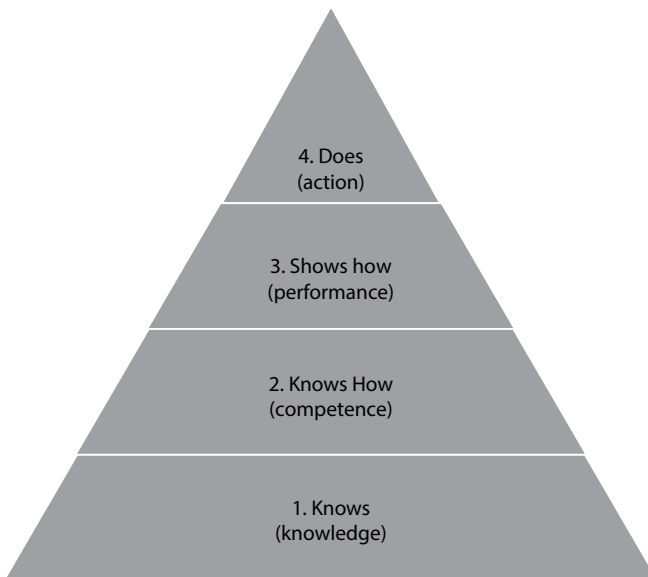 4. Does
(action)
3. Shows how
(performance)
2. Knows How
(competence)
1. Knows
(knowledge)